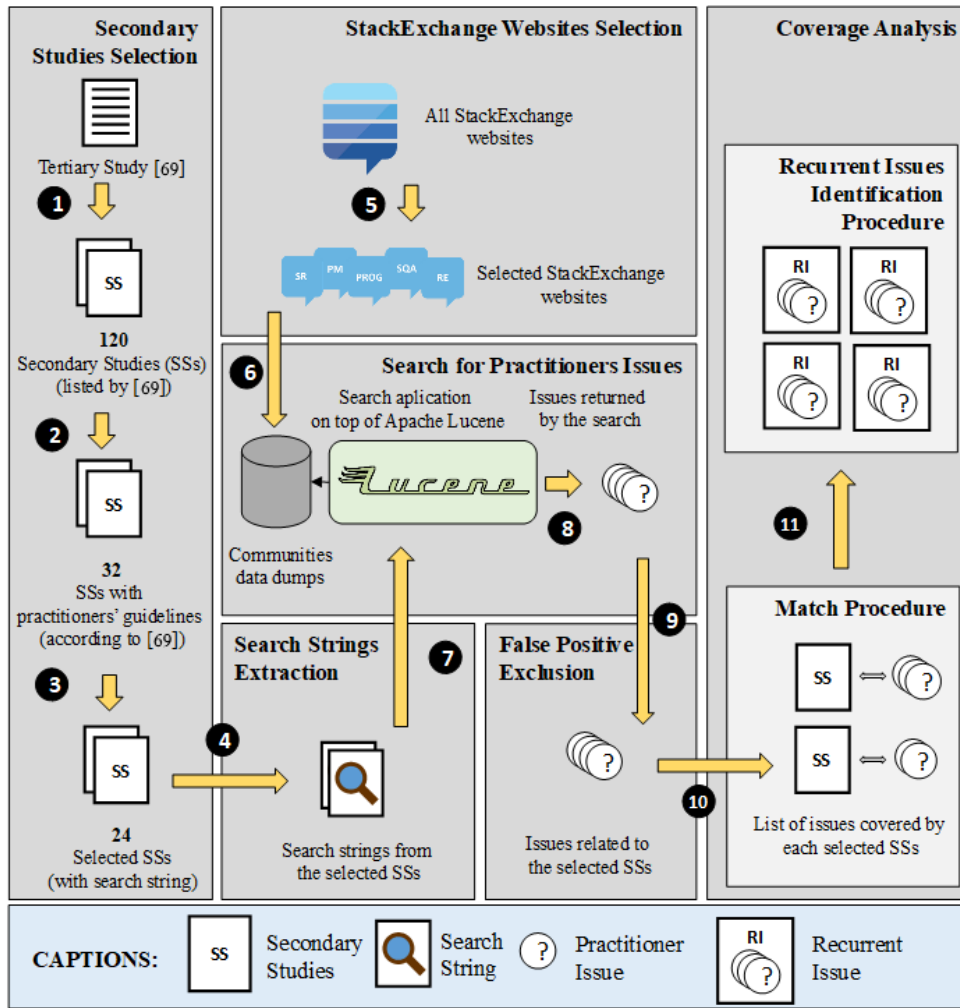 Secondary
Studies Selection
Tertiary Study [69]
1
SS
120
Secondary Studies (SSs)
(listed by [69])
2
SS
32
SSs with
practitioners' guidelines
(according to [69])
3
SS
24
Selected SSs
(with search string)
4
StackExchange Websites Selection
All StackExchange
websites
5
SR
PM
PROG
SQA
RE
Selected StackExchange
websites
6
Search for Practitioners Issues
Search aplication
on top of Apache Lucene
Issues returned
by the search
Lucene
8
?
Communities
data dumps
Search Strings
Extraction
7
Search strings from
the selected SSs
9
False Positive
Exclusion
?
Issues related to
the selected SSs
10
Coverage Analysis
Recurrent Issues
Identification
Procedure
RI
?
RI
?
RI
?
RI
?
11
Match Procedure
SS
?
SS
?
List of issues covered by
each selected SSs
CAPTIONS:
SS
Secondary
Studies
Search
String
?
Practitioner
Issue
RI
?
Recurrent
Issue